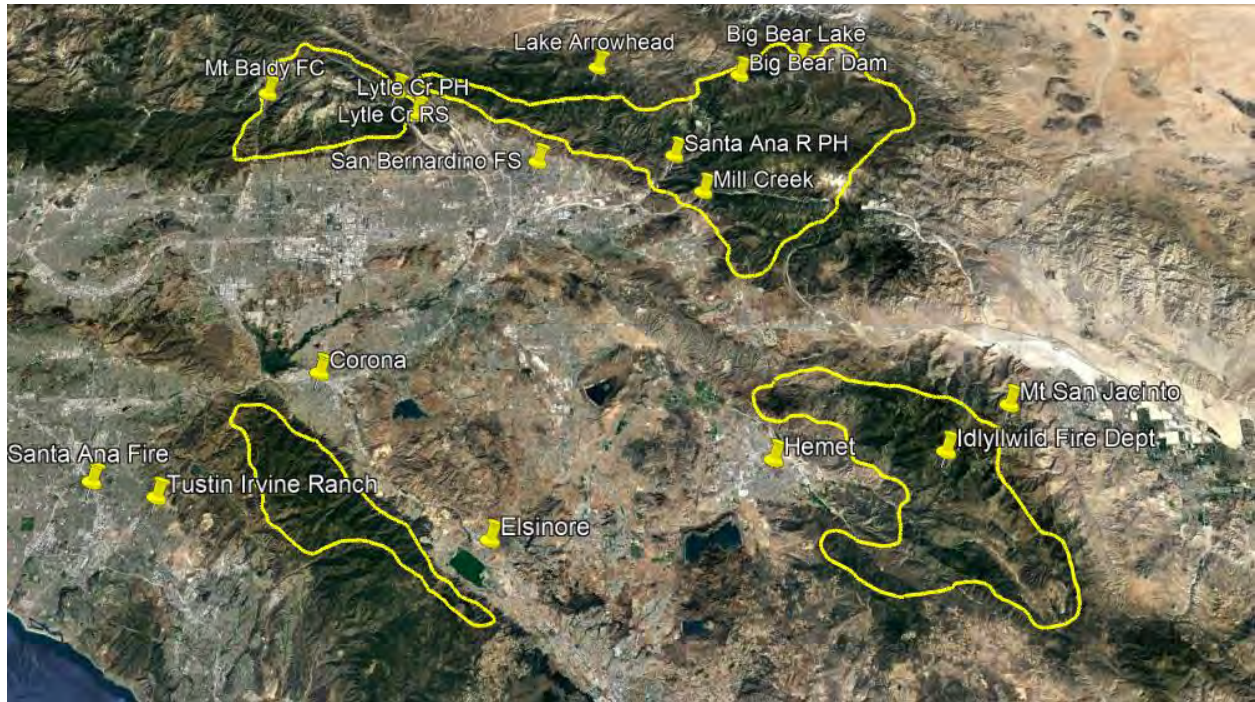 Lake Arrowhead
Big Bear Lake
Big Bear Dam
Mt Baldy FC
Lytle Cr PH
Lytle Cr RS
San Bernardino FS
Santa Ana R PH
Mill Creek
Corona
Mt San Jacinto
Idlyllwild Fire Dept
Hemet
Santa Ana Fire
Tustin Irvine Ranch
Elsinore